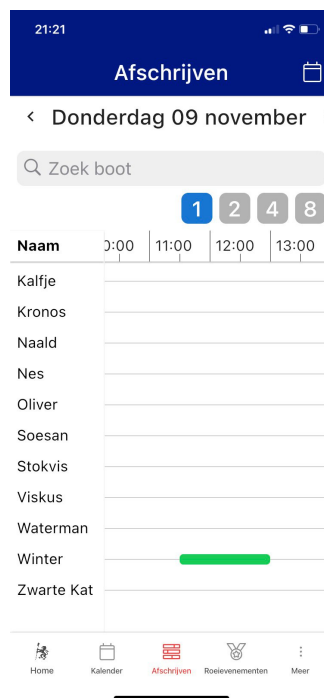 21:21
Afschrijven
Donderdag 09 november
Zoek boot
1 2 4 8
Naam 0:00 11:00 12:00 13:00
Kalfje
Kronos
Naald
Nes
Oliver
Soesan
Stokvis
Viskus
Waterman
Winter
Zwarte Kat
Home Kalender Afschrijven Roeievenementen Meer